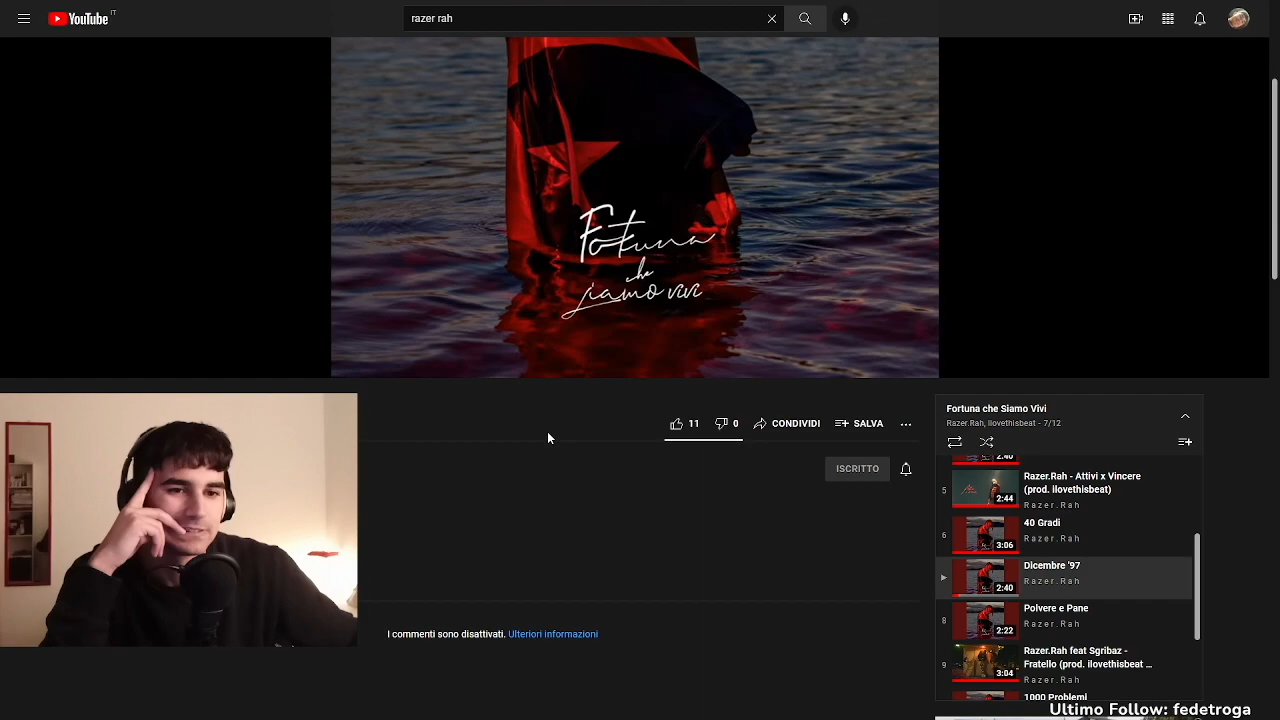 YouTube IT
razer rah
Fortuna
che
siamo vivi
11
0
CONDIVIDI
SALVA
ISCRITTO
I commenti sono disattivati. Ulteriori informazioni
Fortuna che Siamo Vivi
Razer.Rah, Ilovethisbeat - 7/12
2:40
5
2:44
Razer.Rah - Attivi x Vincere
(prod. Ilovethisbeat)
Razer.Rah
6
3:06
40 Gradi
Razer.Rah
2:40
Dicembre '97
Razer.Rah
8
2:22
Polvere e Pane
Razer.Rah
9
3:04
Razer.Rah feat Sgribaz -
Fratello (prod. ilovethisbeat ...
Razer.Rah
1000 Problemi
Ultimo Follow: fedetroga